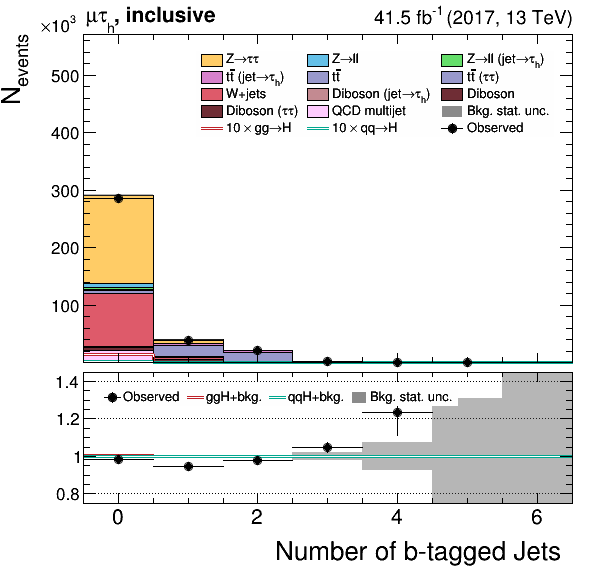 ×10³ μτₕ, inclusive 41.5 fb⁻¹ (2017, 13 TeV)
N_events
Z→ττ Z→ll Z→ll (jet→τₕ)
tt̄ (jet→τₕ) tt̄ tt̄ (ττ)
W+jets Diboson (jet→τₕ) Diboson
Diboson (ττ) QCD multijet Bkg. stat. unc.
10 × gg→H 10 × qq→H Observed
500
400
300
200
100
Observed ggH+bkg. qqH+bkg. Bkg. stat. unc.
1.4
1.2
1
0.8
0 2 4 6
Number of b-tagged Jets